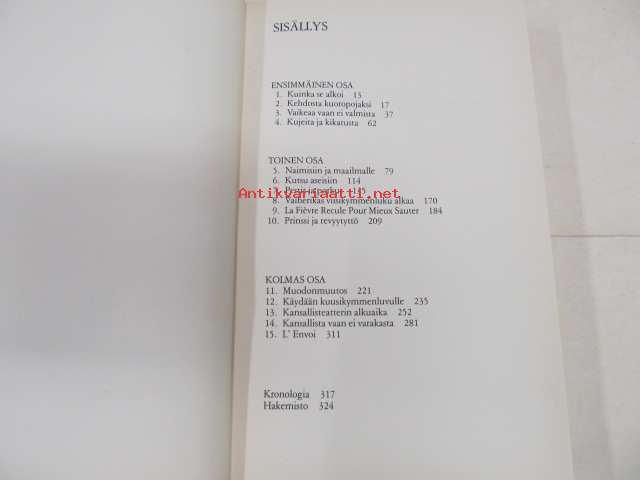 SISÄLLYS
ENSIMMÄINEN OSA
1. Kuinka se alkoi 13
2. Kehdosta kuoropojaksi 17
3. Vaikeaa vaan ei valmista 37
4. Kujeita ja kikatusta 62
TOINEN OSA
5. Naimisiin ja maailmalle 79
6. Kutsu aseisiin 114
145
Antikvariaatti.net
8. Vaiherikas viisikymmenluku alkaa 170
9. La Fièvre Recule Pour Mieux Sauter 184
10. Prinssi ja revyytyttö 209
KOLMAS OSA
11. Muodonmuutos 221
12. Käydään kuusikymmenluvulle 235
13. Kansallisteatterin alkuaika 252
14. Kansallista vaan ei varakasta 281
15. L' Envoi 311
Kronologia 317
Hakemisto 324